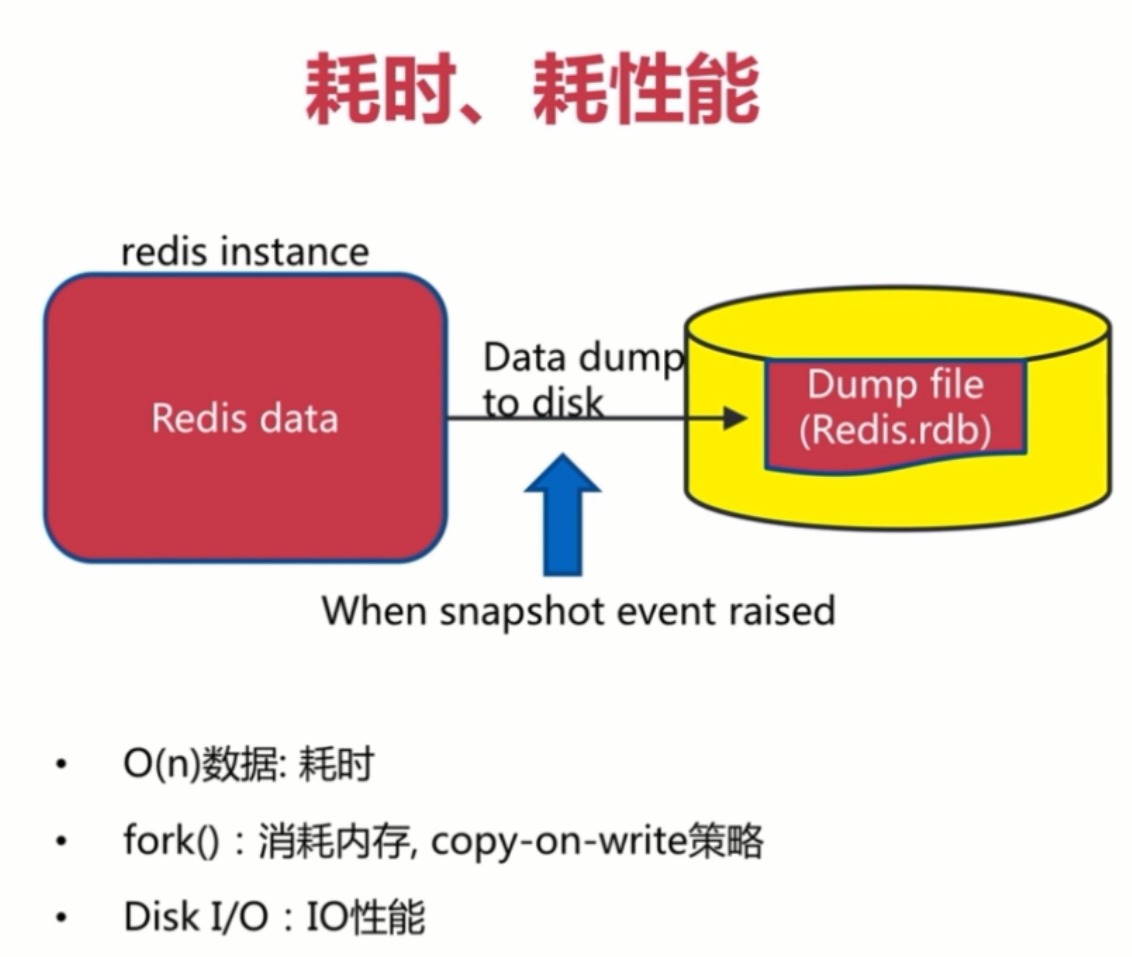 耗时、耗性能
redis instance
Redis data
Data dump
to disk
Dump file
(Redis.rdb)
When snapshot event raised
• O(n)数据: 耗时
• fork()：消耗内存, copy-on-write策略
• Disk I/O：IO性能